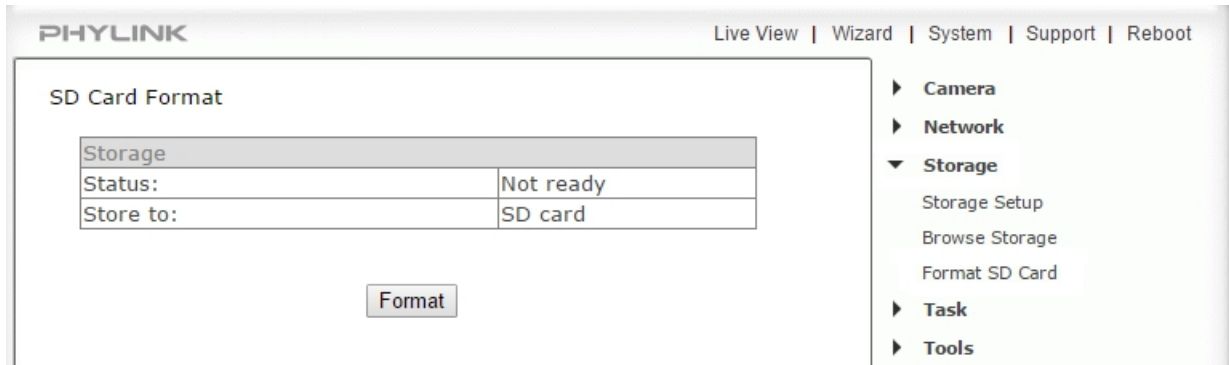 PHYLINK
Live View | Wizard | System | Support | Reboot
SD Card Format
Storage
Status: Not ready
Store to: SD card
Format
Camera
Network
Storage
Storage Setup
Browse Storage
Format SD Card
Task
Tools